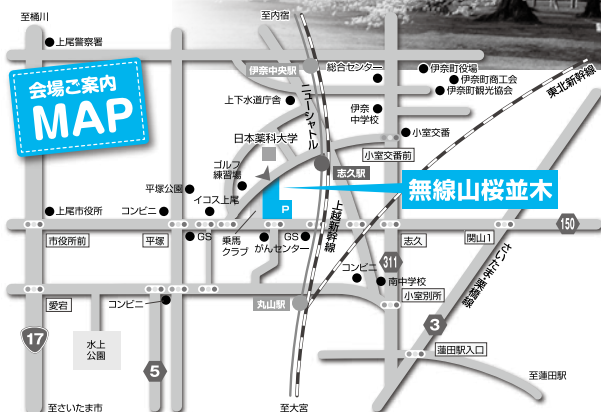 至桶川
至内宿
上尾警察署
会場ご案内
MAP
伊奈中央駅
総合センター
伊奈町役場
伊奈町商工会
伊奈町観光協会
東北新幹線
上下水道庁舎
ニューシャトル
伊奈
中学校
小室交番
日本薬科大学
小室交番前
ゴルフ
練習場
志久駅
平塚公園
イコス上尾
無線山桜並木
上尾市役所
コンビニ
P
上越新幹線
150
市役所前
平塚
GS
乗馬
クラブ
がんセンター
GS
志久
関山1
さいたま・栗橋線
311
コンビニ
南中学校
愛宕
コンビニ
丸山駅
小室別所
17
水上
公園
5
3
蓮田駅入口
至蓮田駅
至さいたま市
至大宮